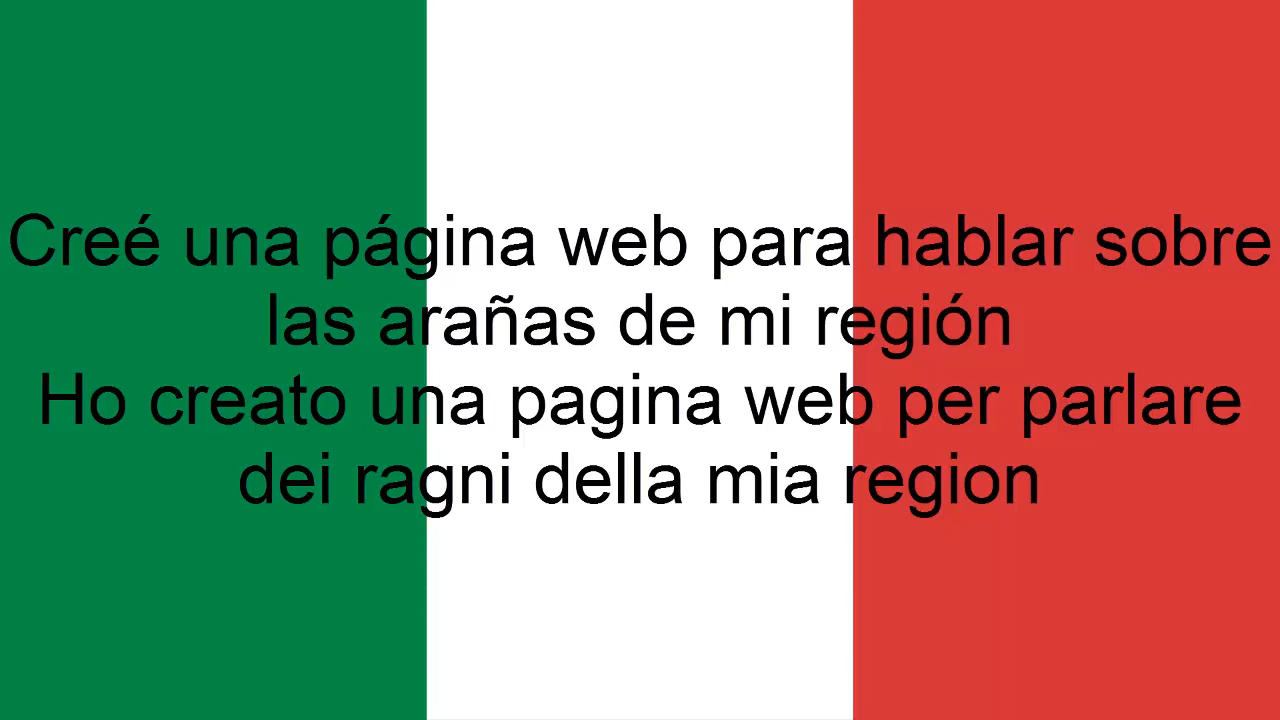 Creé una página web para hablar sobre
las arañas de mi región
Ho creato una pagina web per parlare
dei ragni della mia region